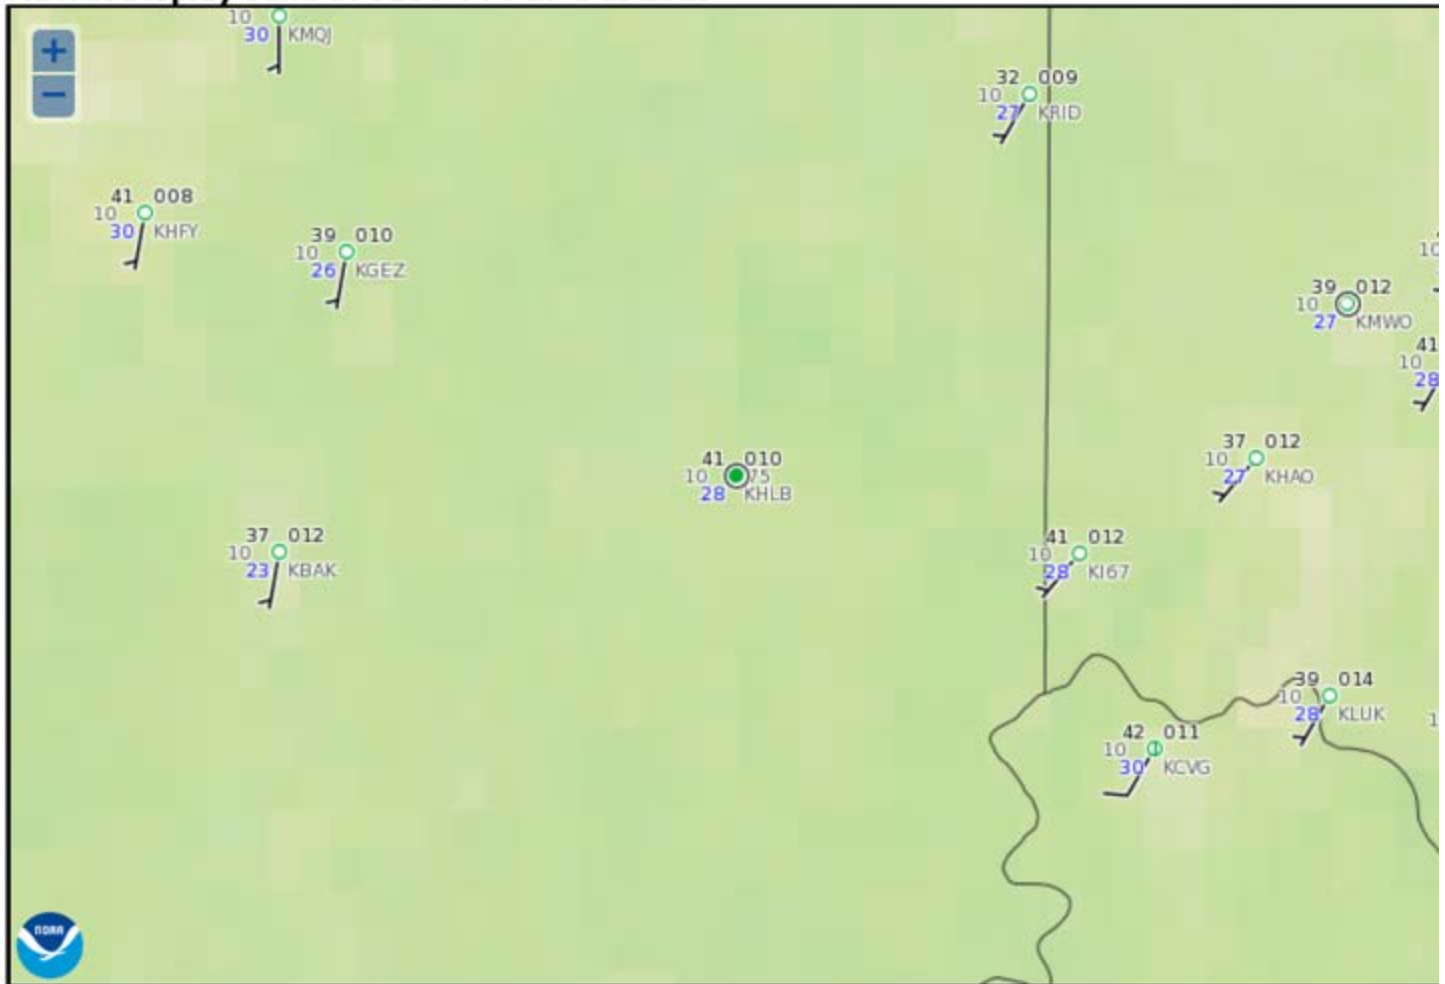 +
−
10
30 KMQJ
32 009
10
27 KRID
41 008
10
30 KHFY
39 010
10
26 KGEZ
10
39 012
10
27 KMWO
41
10
28
37 012
10
27 KHAO
41 010
10 75
28 KHLB
37 012
10
23 KBAK
41 012
10
28 KI67
39 014
10
28 KLUK
42 011
10
30 KCVG
NOAA